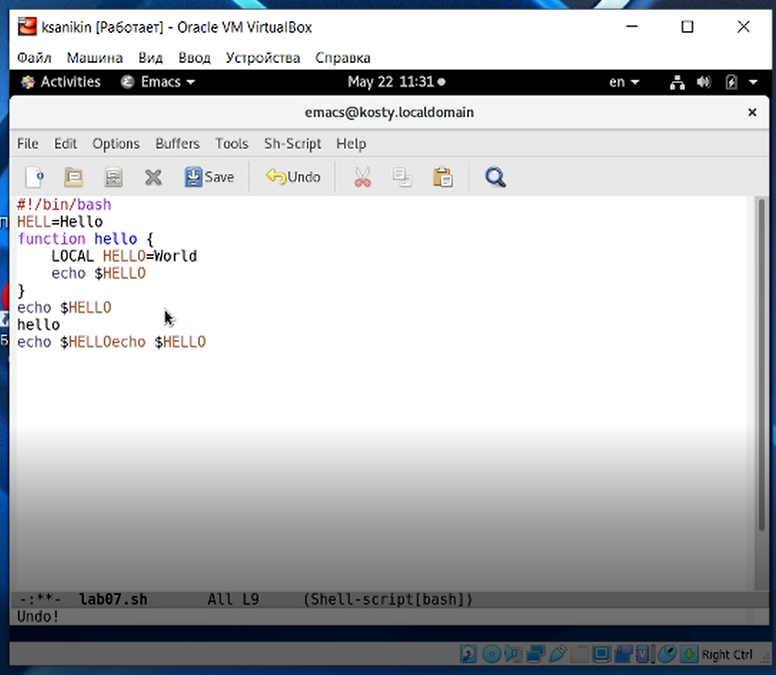 ksanikin [Работает] - Oracle VM VirtualBox
Файл Машина Вид Ввод Устройства Справка
Activities Emacs May 22 11:31 en
emacs@kosty.localdomain
File Edit Options Buffers Tools Sh-Script Help
Save Undo
#!/bin/bash
HELL=Hello
function hello {
LOCAL HELLO=World
echo $HELLO
}
echo $HELLO
hello
echo $HELLOecho $HELLO
-:**- lab07.sh All L9 (Shell-script[bash])
Undo!
Right Ctrl